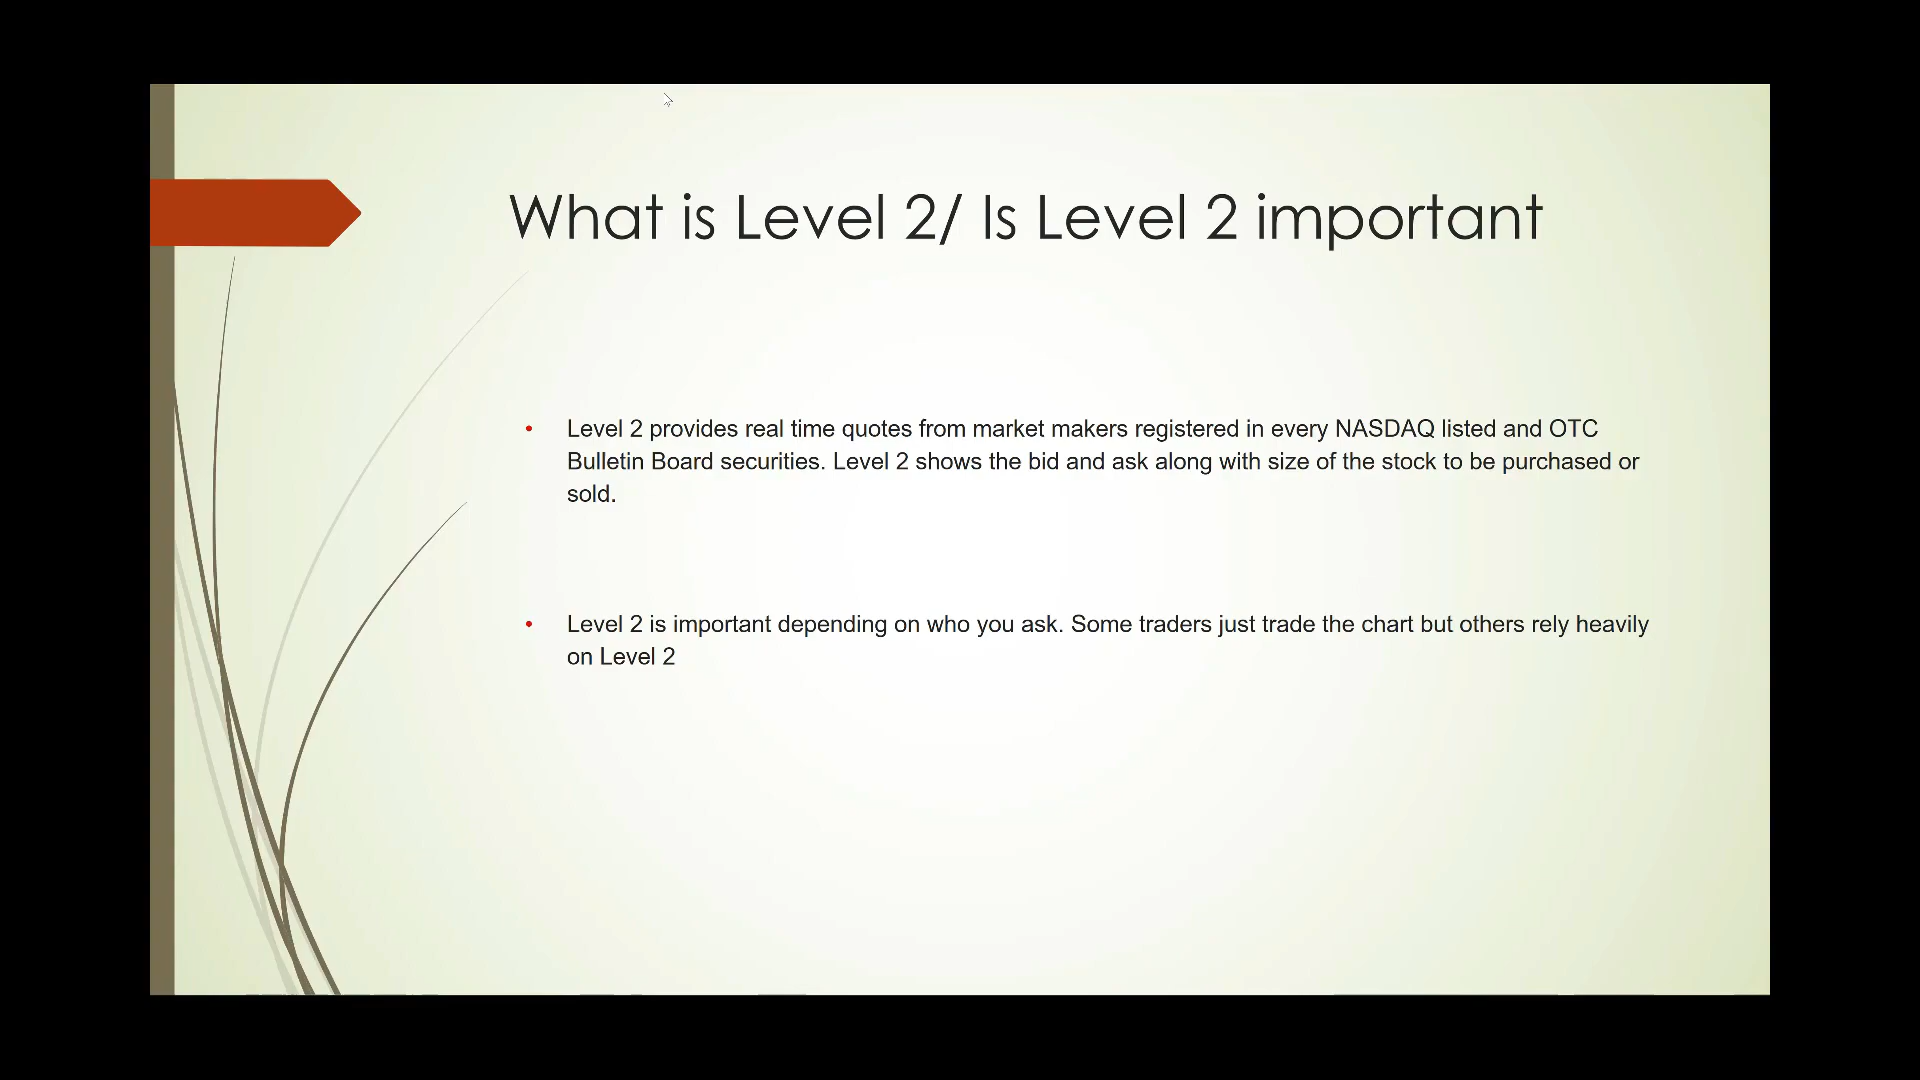 What is Level 2/ Is Level 2 important
• Level 2 provides real time quotes from market makers registered in every NASDAQ listed and OTC
Bulletin Board securities. Level 2 shows the bid and ask along with size of the stock to be purchased or
sold.
• Level 2 is important depending on who you ask. Some traders just trade the chart but others rely heavily
on Level 2